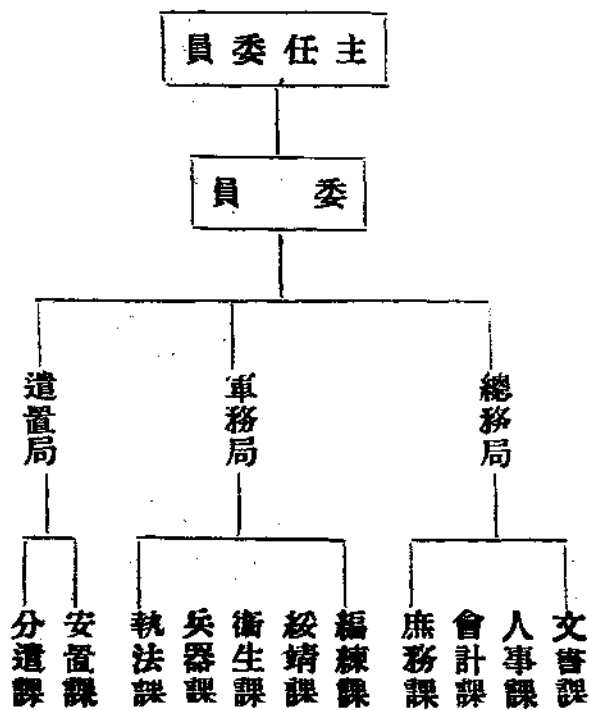 主任委員
委員
總務局
軍務局
遣置局
文書課
人事課
會計課
庶務課
編練課
綏靖課
衛生課
兵器課
執法課
安置課
分遣課